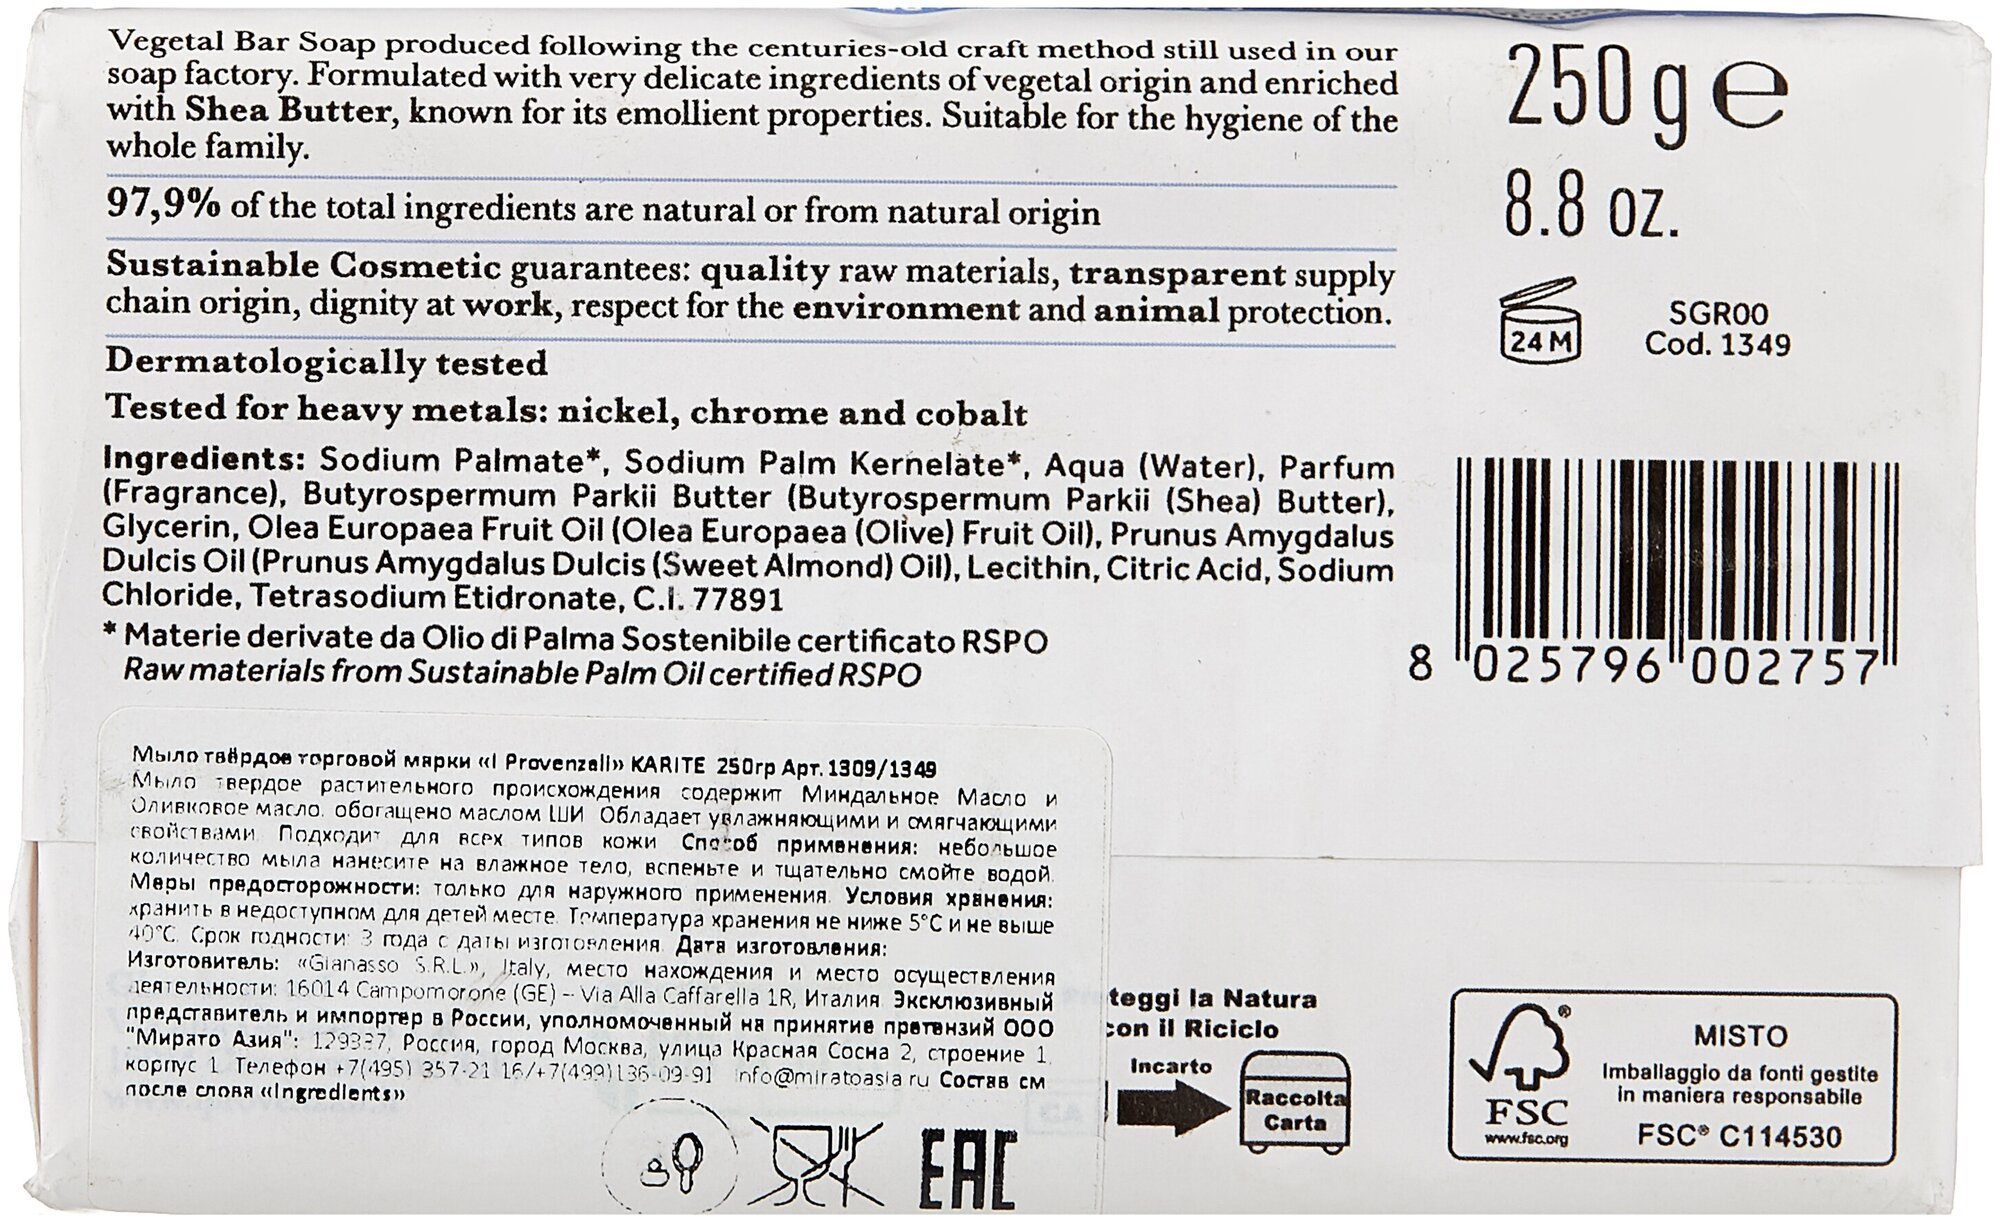 Vegetal Bar Soap produced following the centuries-old craft method still used in our
soap factory. Formulated with very delicate ingredients of vegetal origin and enriched
with Shea Butter, known for its emollient properties. Suitable for the hygiene of the
whole family.
97,9% of the total ingredients are natural or from natural origin
Sustainable Cosmetic guarantees: quality raw materials, transparent supply
chain origin, dignity at work, respect for the environment and animal protection.
Dermatologically tested
Tested for heavy metals: nickel, chrome and cobalt
Ingredients: Sodium Palmate*, Sodium Palm Kernelate*, Aqua (Water), Parfum
(Fragrance), Butyrospermum Parkii Butter (Butyrospermum Parkii (Shea) Butter),
Glycerin, Olea Europaea Fruit Oil (Olea Europaea (Olive) Fruit Oil), Prunus Amygdalus
Dulcis Oil (Prunus Amygdalus Dulcis (Sweet Almond) Oil), Lecithin, Citric Acid, Sodium
Chloride, Tetrasodium Etidronate, C.I. 77891
* Materie derivate da Olio di Palma Sostenibile certificato RSPO
Raw materials from Sustainable Palm Oil certified RSPO
250 g e
8.8 oz.
24 M
SGR00
Cod. 1349
8 025796 002757
Мыло твёрдое торговой марки «I Provenzali» KARITE 250гр Арт. 1309/1349
Мыло твердое растительного происхождения содержит Миндальное Масло и
Оливковое масло, обогащено маслом ШИ Обладает увлажняющими и смягчающими
свойствами. Подходит для всех типов кожи Способ применения: небольшое
количество мыла нанесите на влажное тело, вспеньте и тщательно смойте водой.
Меры предосторожности: только для наружного применения. Условия хранения:
хранить в недоступном для детей месте. Температура хранения не ниже 5°C и не выше
40°C. Срок годности: 3 года с даты изготовления. Дата изготовления:
Изготовитель: «Gianasso S.R.L.», Italy, место нахождения и место осуществления
деятельности: 16014 Campomorone (GE) – Via Alla Caffarella 1R, Италия. Эксклюзивный
представитель и импортёр в России, уполномоченный на принятие претензий ООО
"Мирато Азия": 129337, Россия, город Москва, улица Красная Сосна 2, строение 1,
корпус 1 Телефон +7(495) 357-21 16/+7(499)136-09-91 info@miratoasia.ru Состав см
после слова «Ingredients»
EAC
teggi la Natura
con il Riciclo
Incarto
Raccolta
Carta
FSC®
www.fsc.org
MISTO
Imballaggio da fonti gestite
in maniera responsabile
FSC® C114530